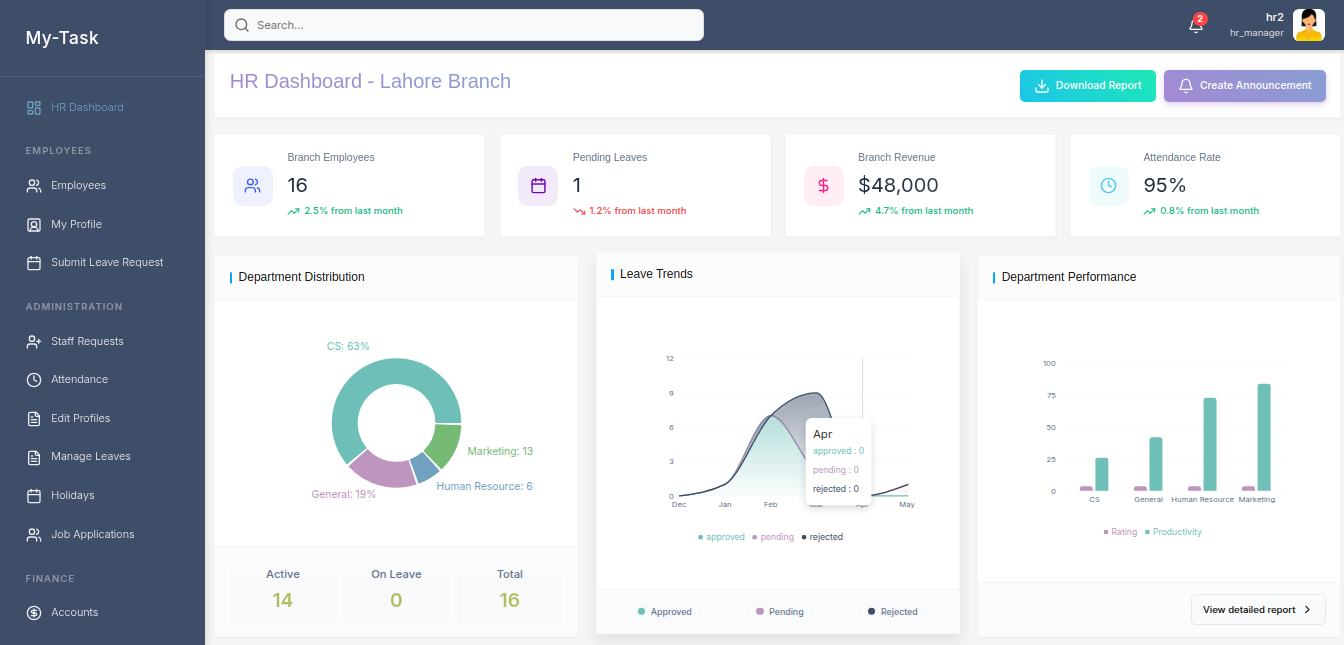 My-Task
Search...
2
hr2
hr_manager
HR Dashboard
EMPLOYEES
Employees
My Profile
Submit Leave Request
ADMINISTRATION
Staff Requests
Attendance
Edit Profiles
Manage Leaves
Holidays
Job Applications
FINANCE
Accounts
HR Dashboard - Lahore Branch
Download Report
Create Announcement
Branch Employees
16
2.5% from last month
Pending Leaves
1
1.2% from last month
Branch Revenue
$48,000
4.7% from last month
Attendance Rate
95%
0.8% from last month
Department Distribution
CS: 63%
Marketing: 13
Human Resource: 6
General: 19%
Active
14
On Leave
0
Total
16
Leave Trends
12
9
6
3
0
Dec Jan Feb Mar Apr May
Apr
approved : 0
pending : 0
rejected : 0
approved pending rejected
Approved Pending Rejected
Department Performance
100
75
50
25
0
CS General Human Resource Marketing
Rating Productivity
View detailed report